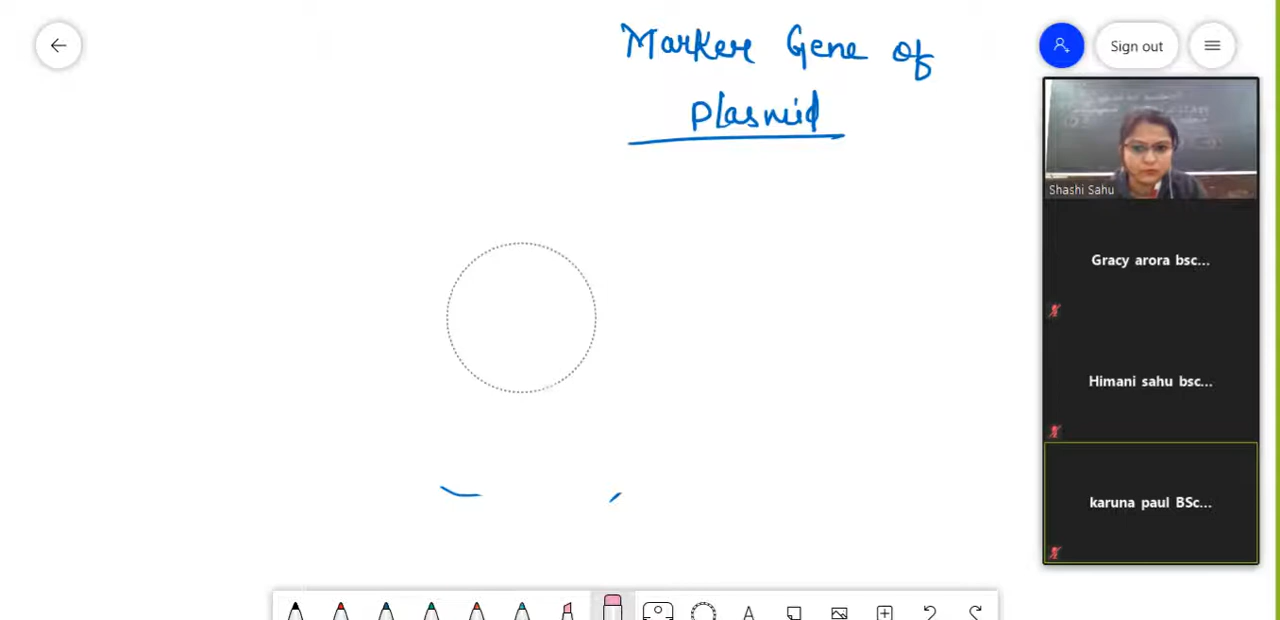 Marker Gene of
Plasmid
Sign out
Shashi Sahu
Gracy arora bsc...
Himani sahu bsc...
karuna paul BSc...
A